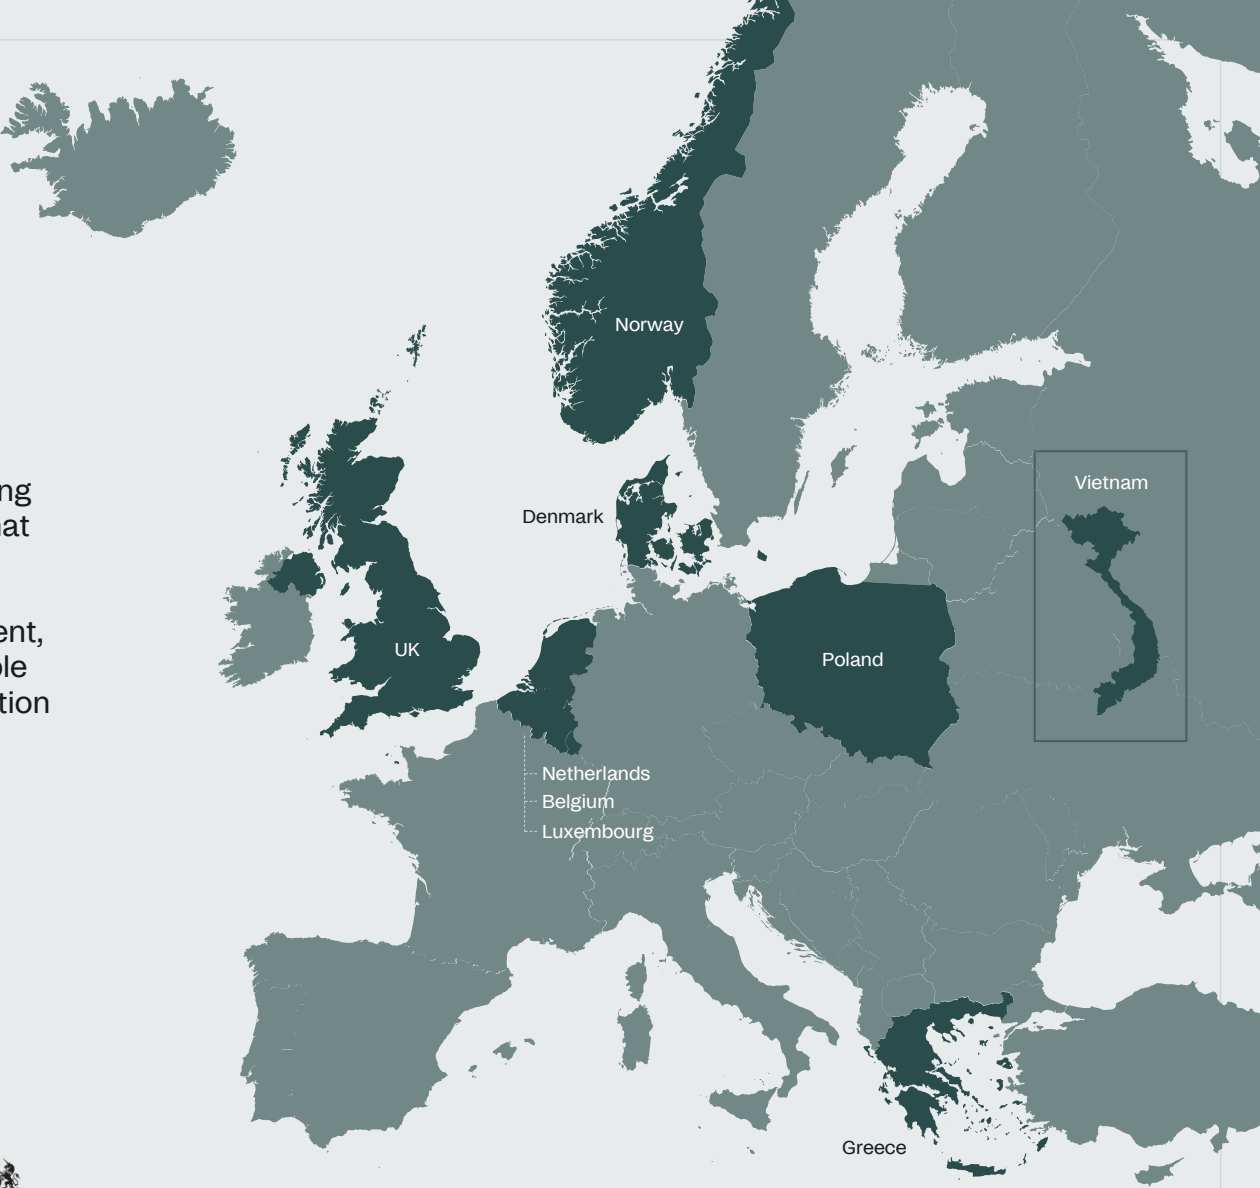 Norway
ng
at
Vietnam
Denmark
ent,
UK
Poland
ole
tion
Netherlands
Belgium
Luxembourg
Greece